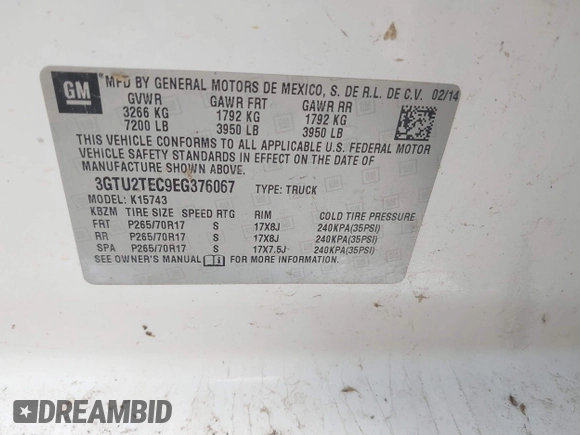 GM
MFD BY GENERAL MOTORS DE MEXICO, S. DE R.L. DE C.V. 02/14
GVWR GAWR FRT GAWR RR
3266 KG 1792 KG 1792 KG
7200 LB 3950 LB 3950 LB
THIS VEHICLE CONFORMS TO ALL APPLICABLE U.S. FEDERAL MOTOR
VEHICLE SAFETY STANDARDS IN EFFECT ON THE DATE OF
MANUFACTURE SHOWN ABOVE.
3GTU2TEC9EG376067 TYPE: TRUCK
MODEL: K15743
KBZM TIRE SIZE SPEED RTG RIM COLD TIRE PRESSURE
FRT P265/70R17 S 17X8J 240KPA(35PSI)
RR P265/70R17 S 17X8J 240KPA(35PSI)
SPA P265/70R17 S 17X7.5J 240KPA(35PSI)
SEE OWNER'S MANUAL FOR MORE INFORMATION.
DREAMBID